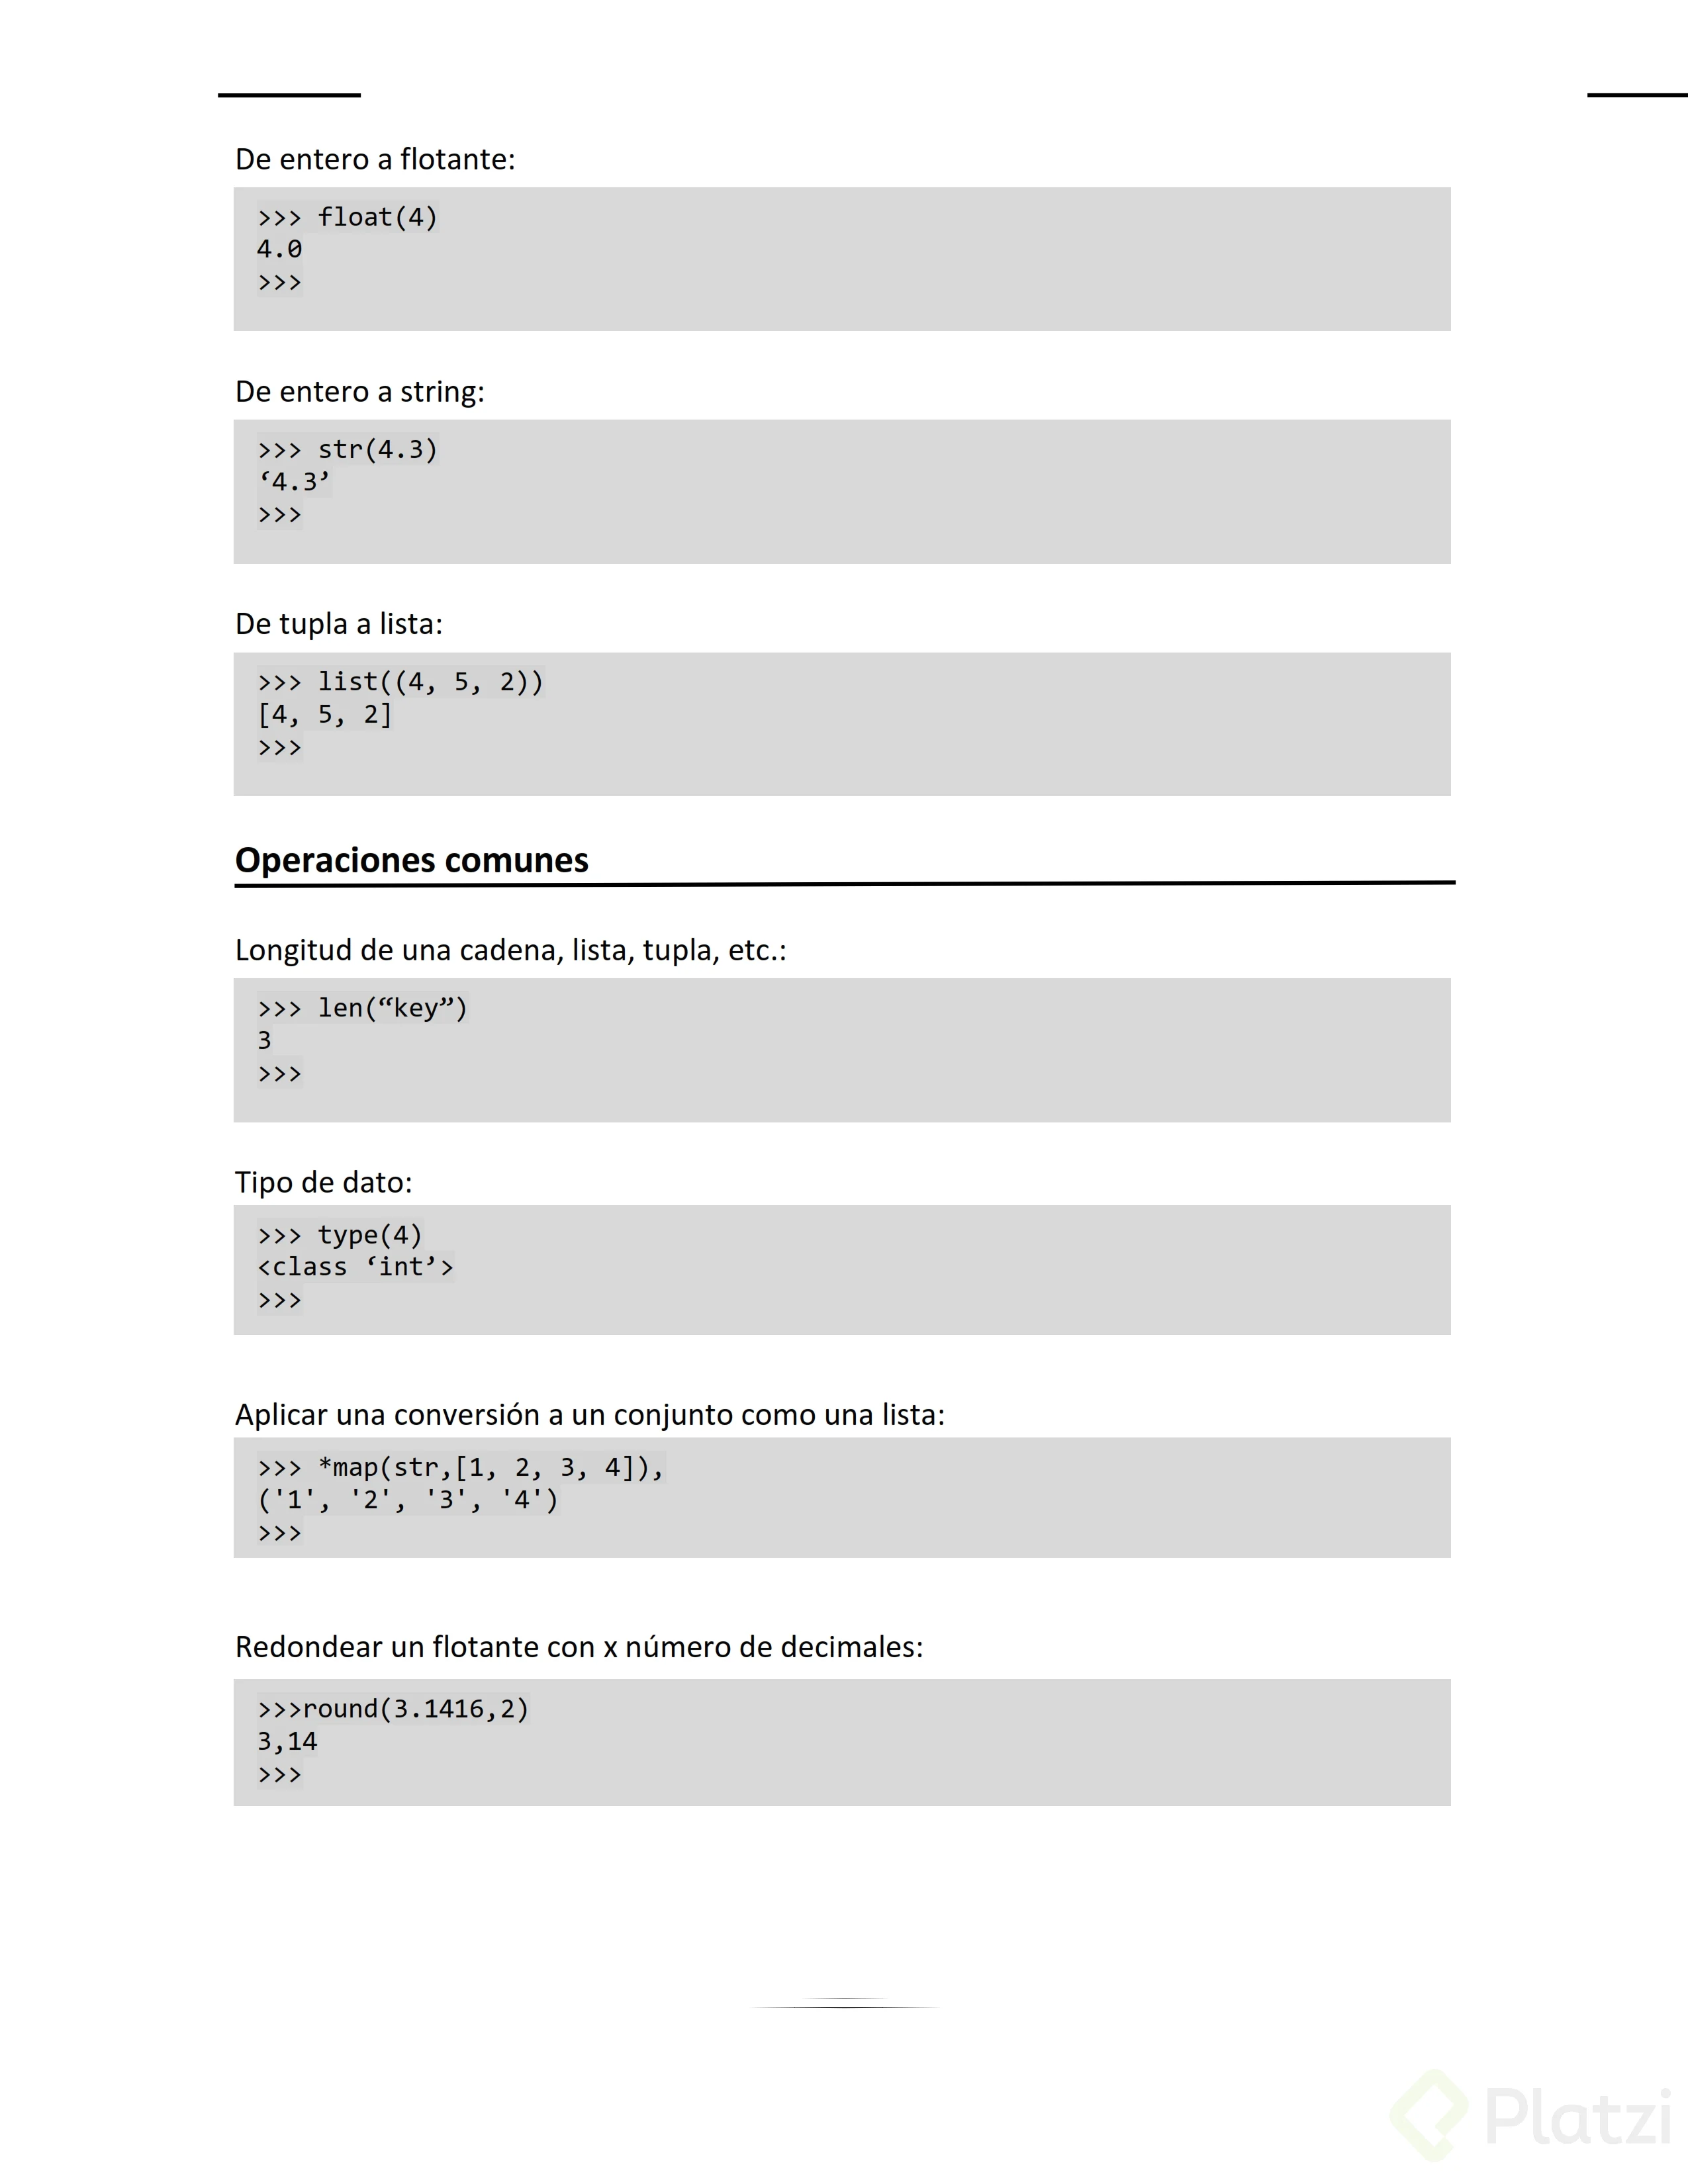 De entero a flotante:
>>> float(4)
4.0
>>>
De entero a string:
>>> str(4.3)
‘4.3’
>>>
De tupla a lista:
>>> list((4, 5, 2))
[4, 5, 2]
>>>
Operaciones comunes
Longitud de una cadena, lista, tupla, etc.:
>>> len(“key”)
3
>>>
Tipo de dato:
>>> type(4)
<class ‘int’>
>>>
Aplicar una conversión a un conjunto como una lista:
>>> *map(str,[1, 2, 3, 4]),
('1', '2', '3', '4')
>>>
Redondear un flotante con x número de decimales:
>>>round(3.1416,2)
3,14
>>>
Platzi